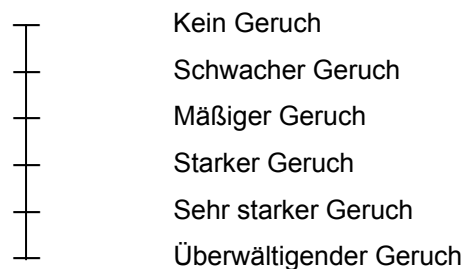 Kein Geruch
Schwacher Geruch
Mäßiger Geruch
Starker Geruch
Sehr starker Geruch
Überwältigender Geruch